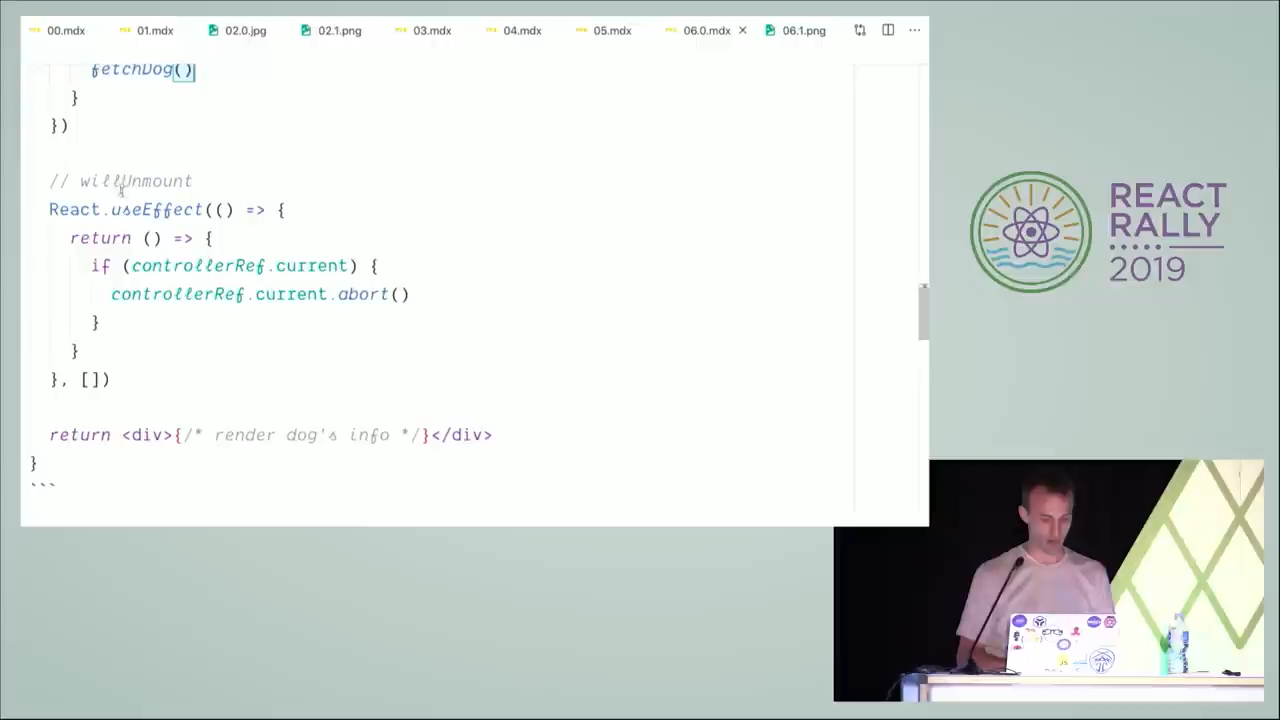 00.mdx 01.mdx 02.0.jpg 02.1.png 03.mdx 04.mdx 05.mdx 06.0.mdx × 06.1.png ···
fetchDog()
}
})
// willUnmount
React.useEffect(() => {
return () => {
if (controllerRef.current) {
controllerRef.current.abort()
}
}
}, [])
return <div>{/* render dog's info */}</div>
}
```
REACT
RALLY
2019
JS